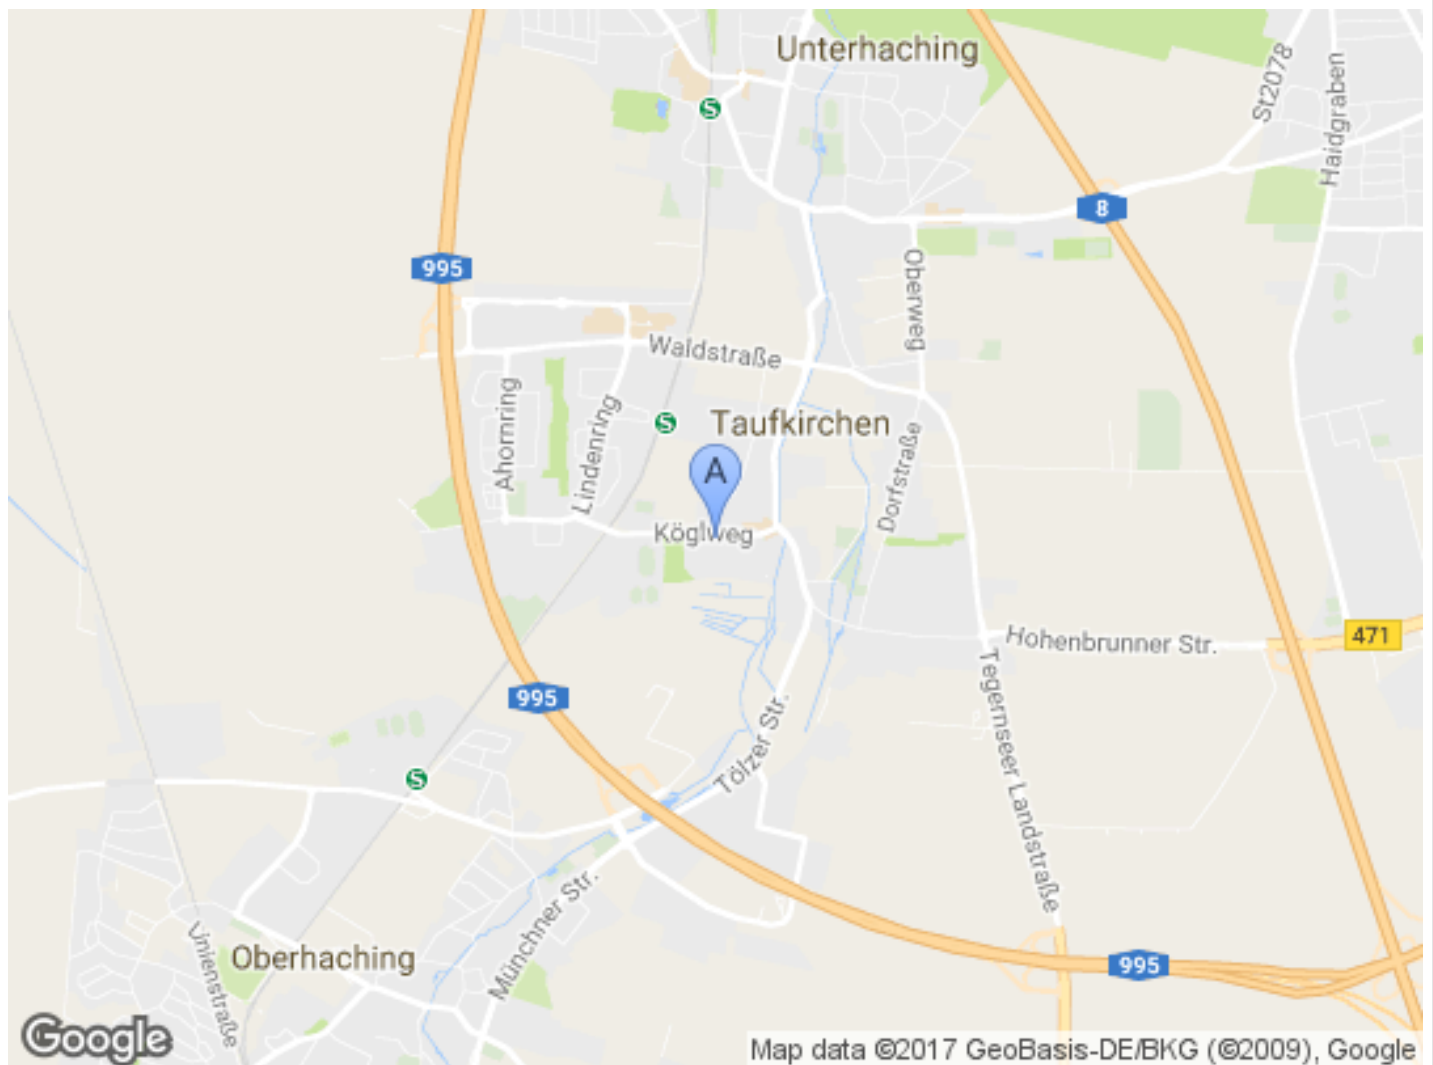 Unterhaching
St2078
Haidgraben
S
8
995
Oberweg
Waldstraße
Ahornring
Lindenring
S
Taufkirchen
Dorfstraße
A
Köglweg
Hohenbrunner Str.
471
995
Tegernseer Landstraße
Tölzer Str.
S
Münchner Str.
Linienstraße
Oberhaching
995
Google
Map data ©2017 GeoBasis-DE/BKG (©2009), Google